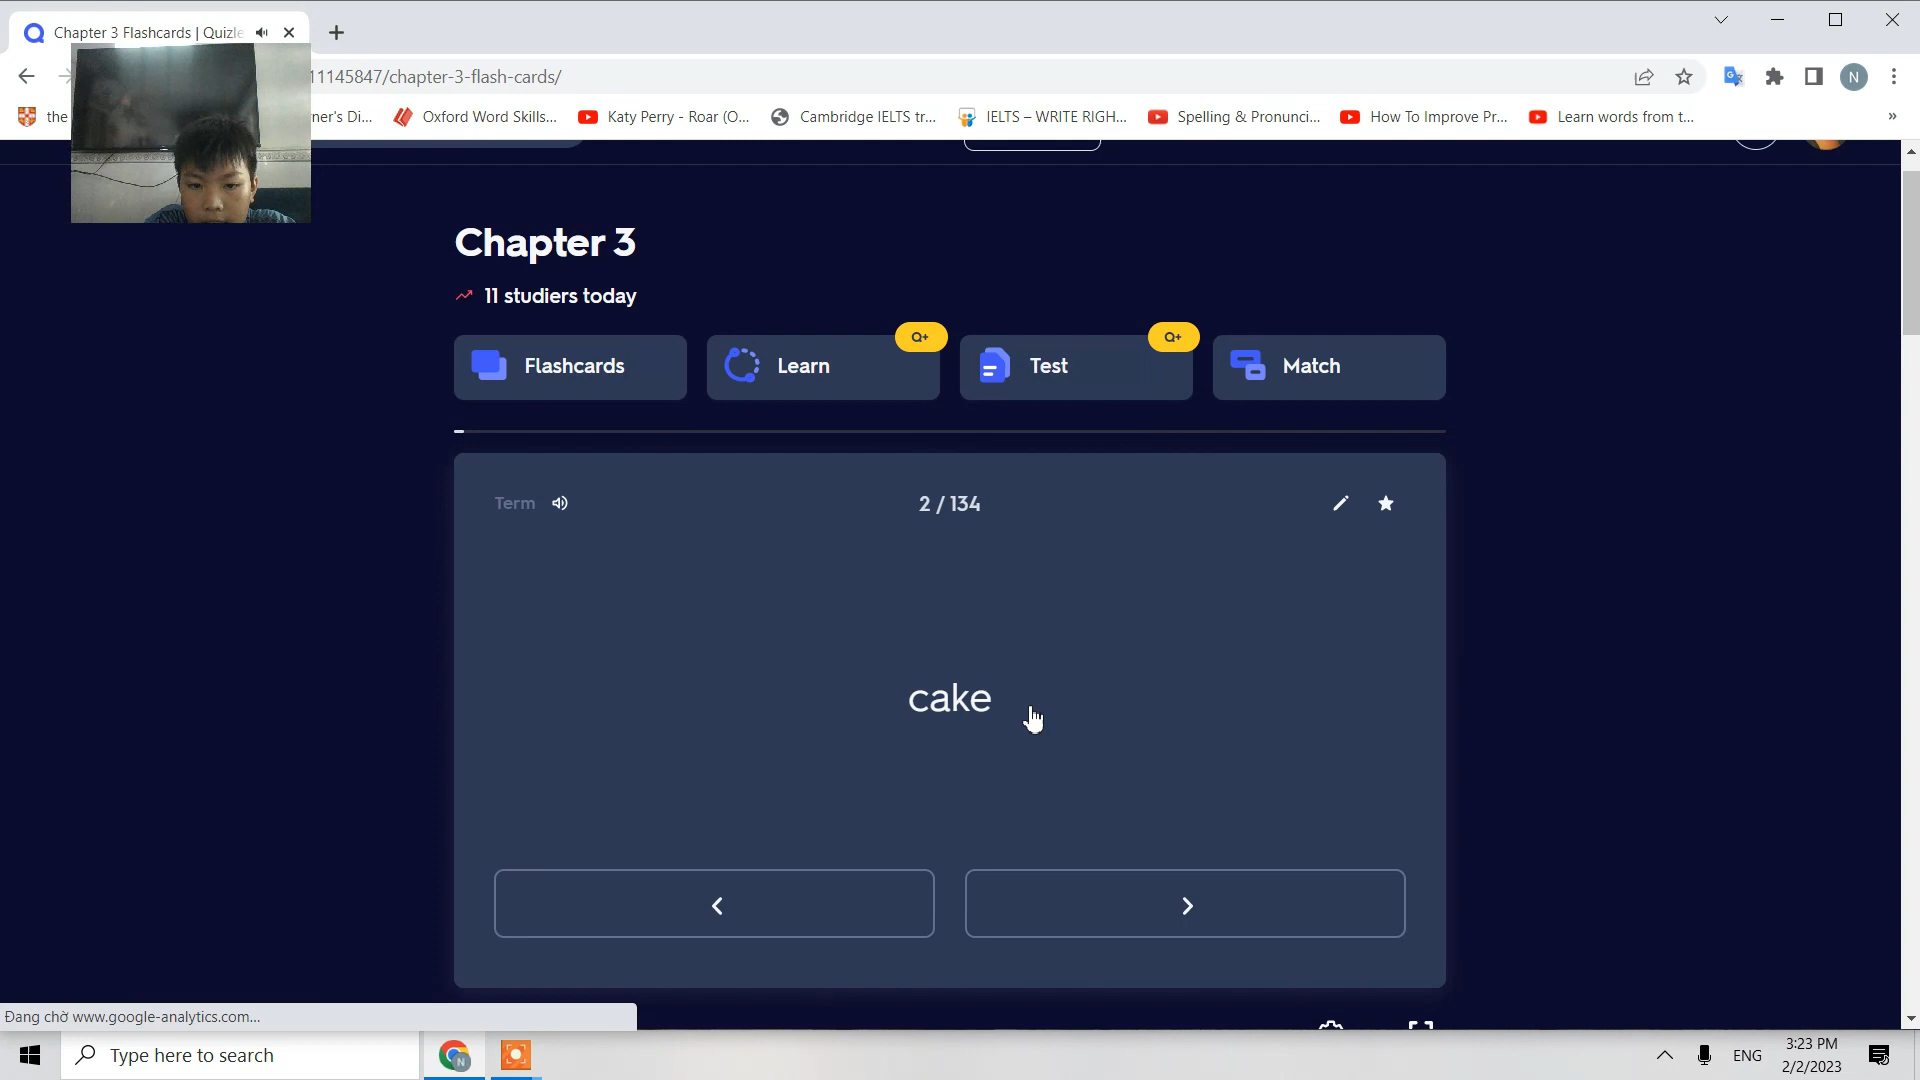 Chapter 3 Flashcards | Quizle
11145847/chapter-3-flash-cards/
N
the
ner's Di...
Oxford Word Skills...
Katy Perry - Roar (O...
Cambridge IELTS tr...
IELTS – WRITE RIGH...
Spelling & Pronunci...
How To Improve Pr...
Learn words from t...
»
Chapter 3
11 studiers today
Flashcards
Learn
Q+
Test
Q+
Match
Term
2 / 134
cake
Đang chờ www.google-analytics.com...
Type here to search
N
ENG
3:23 PM
2/2/2023